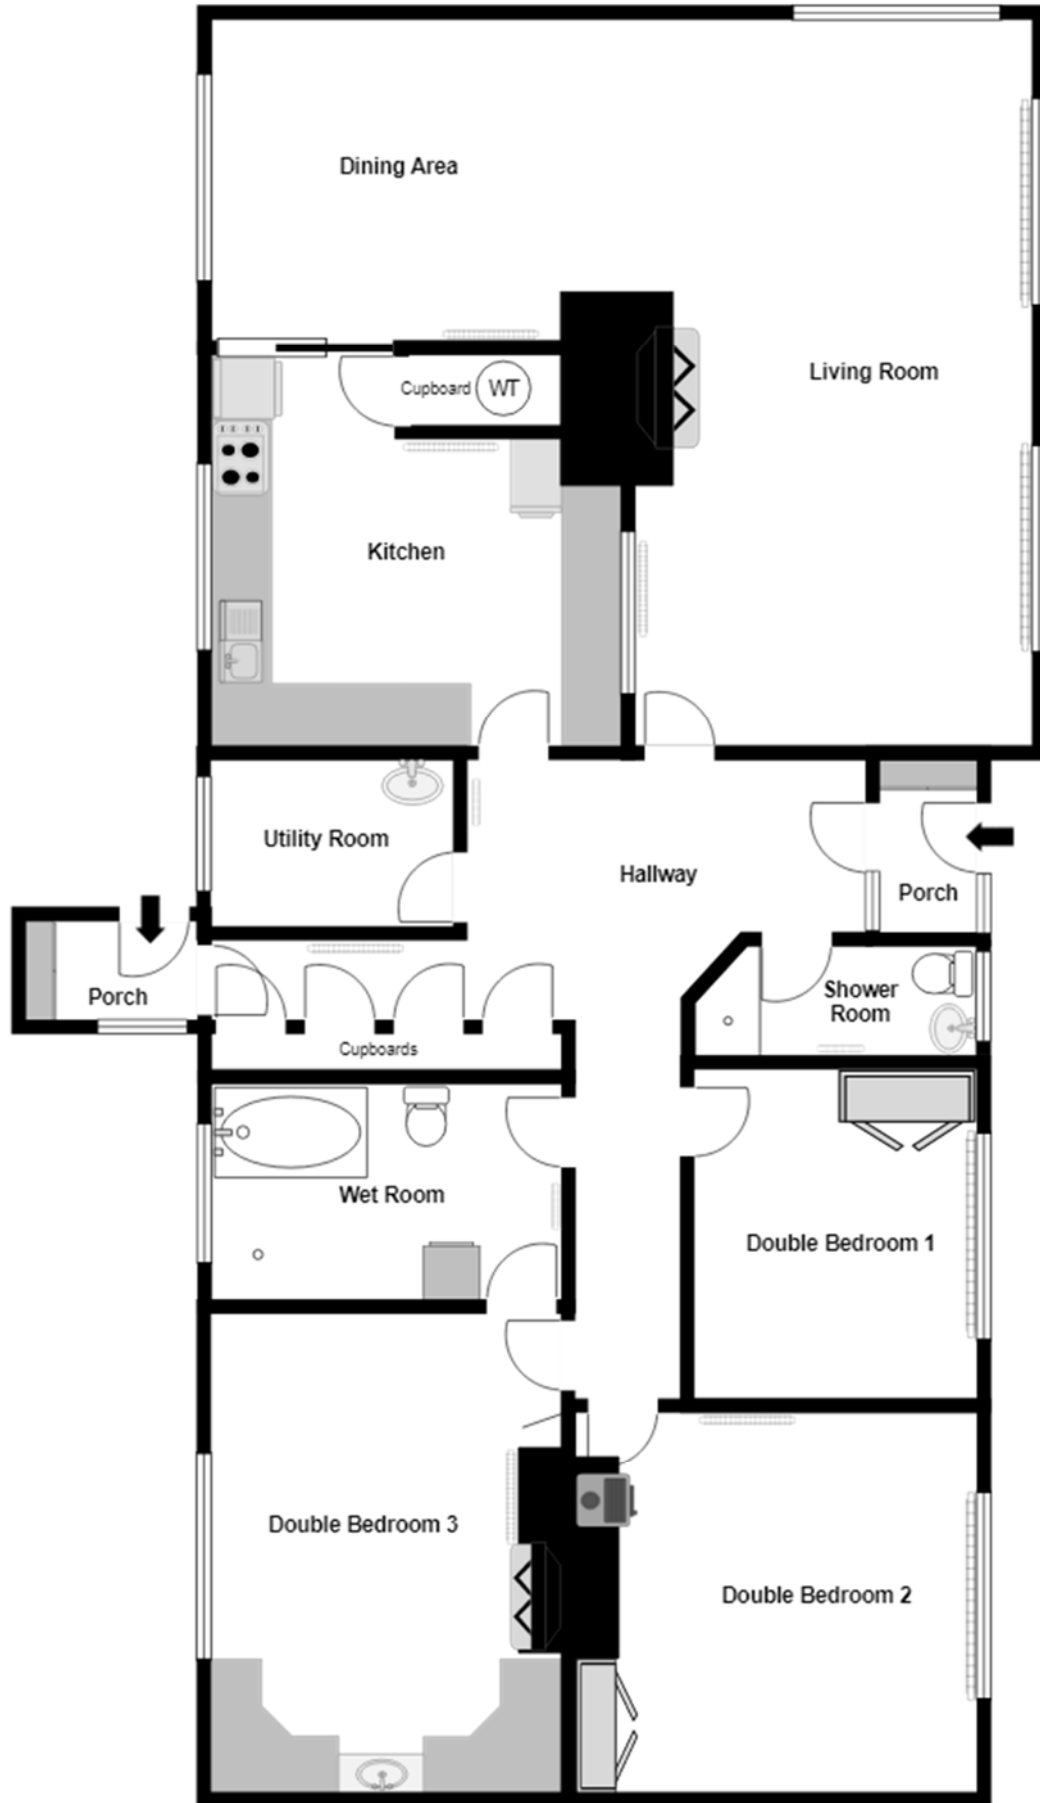 Dining Area
Living Room
Cupboard
WT
Kitchen
Utility Room
Hallway
Porch
Porch
Shower
Room
Cupboards
Wet Room
Double Bedroom 1
Double Bedroom 3
Double Bedroom 2